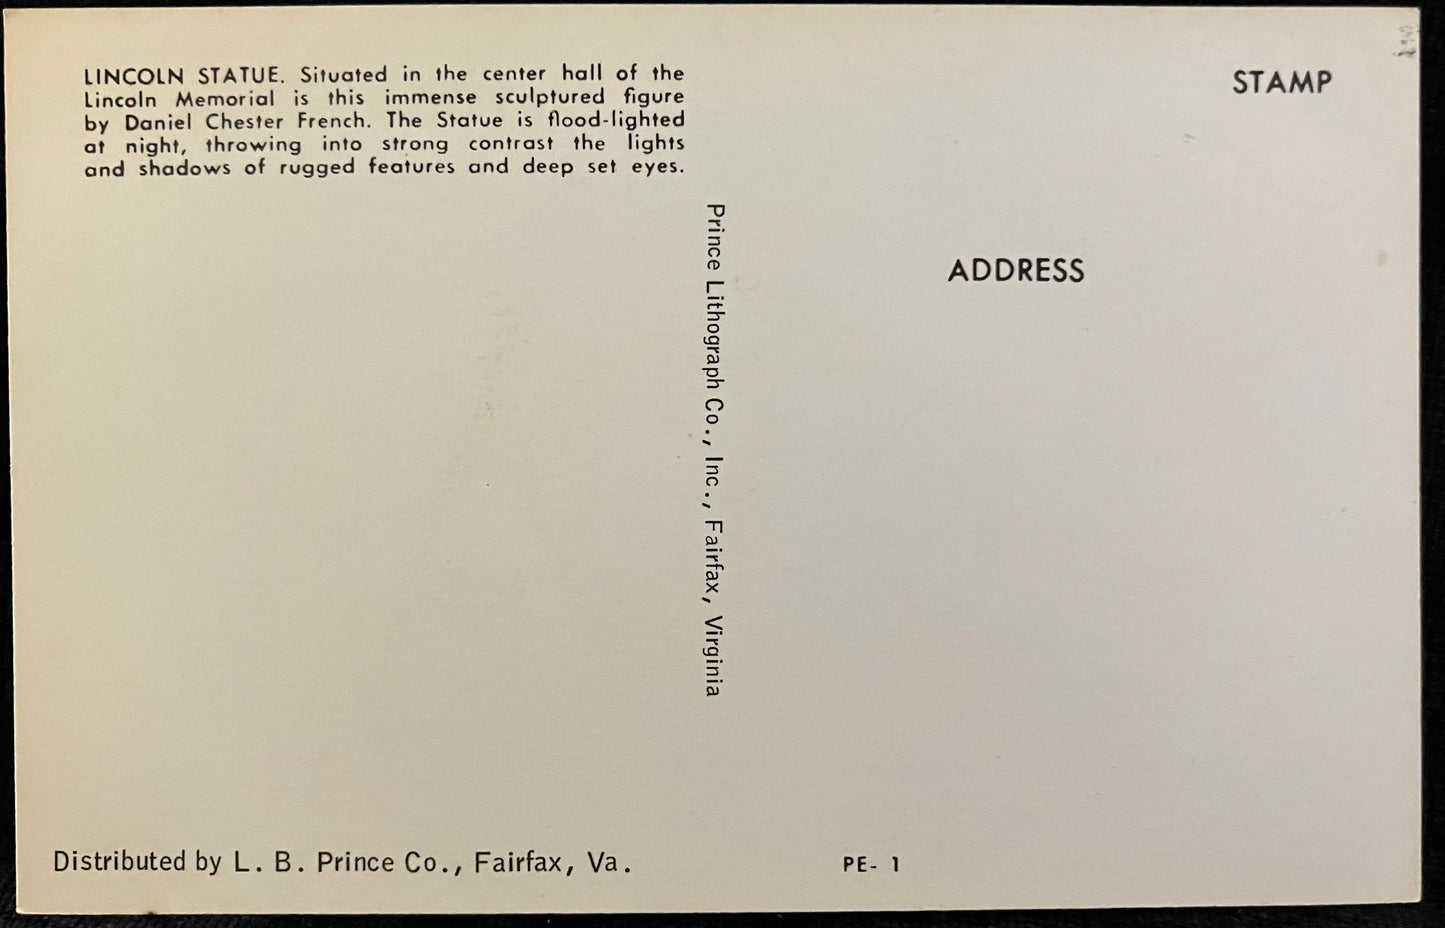 LINCOLN STATUE. Situated in the center hall of the
Lincoln Memorial is this immense sculptured figure
by Daniel Chester French. The Statue is flood-lighted
at night, throwing into strong contrast the lights
and shadows of rugged features and deep set eyes.
STAMP
ADDRESS
Prince Lithograph Co., Inc., Fairfax, Virginia
Distributed by L. B. Prince Co., Fairfax, Va.
PE- 1